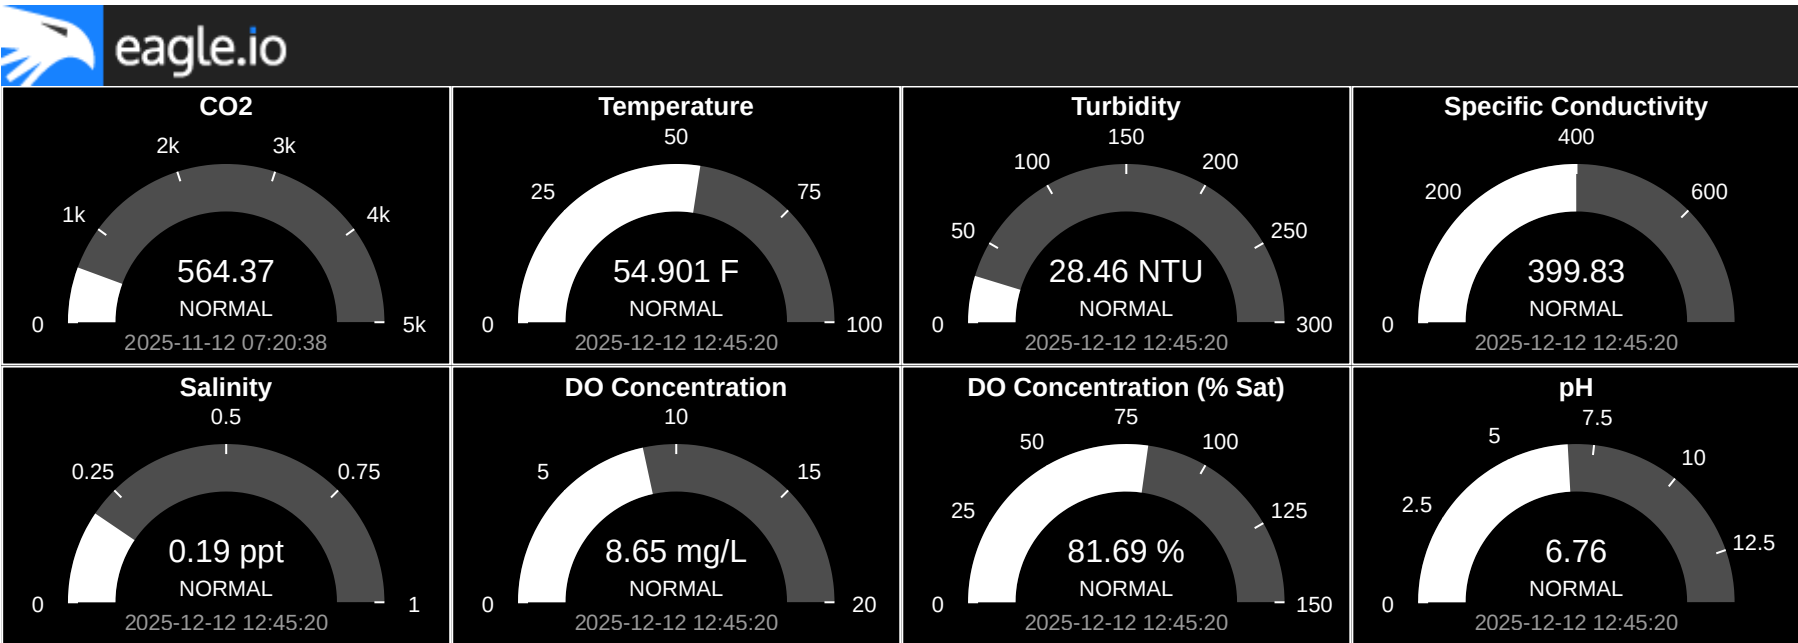 eagle.io
CO2
0
1k
2k
3k
4k
5k
564.37
NORMAL
2025-11-12 07:20:38
Temperature
0
25
50
75
100
54.901 F
NORMAL
2025-12-12 12:45:20
Turbidity
0
50
100
150
200
250
300
28.46 NTU
NORMAL
2025-12-12 12:45:20
Specific Conductivity
0
200
400
600
399.83
NORMAL
2025-12-12 12:45:20
Salinity
0
0.25
0.5
0.75
1
0.19 ppt
NORMAL
2025-12-12 12:45:20
DO Concentration
0
5
10
15
20
8.65 mg/L
NORMAL
2025-12-12 12:45:20
DO Concentration (% Sat)
0
25
50
75
100
125
150
81.69 %
NORMAL
2025-12-12 12:45:20
pH
0
2.5
5
7.5
10
12.5
6.76
NORMAL
2025-12-12 12:45:20